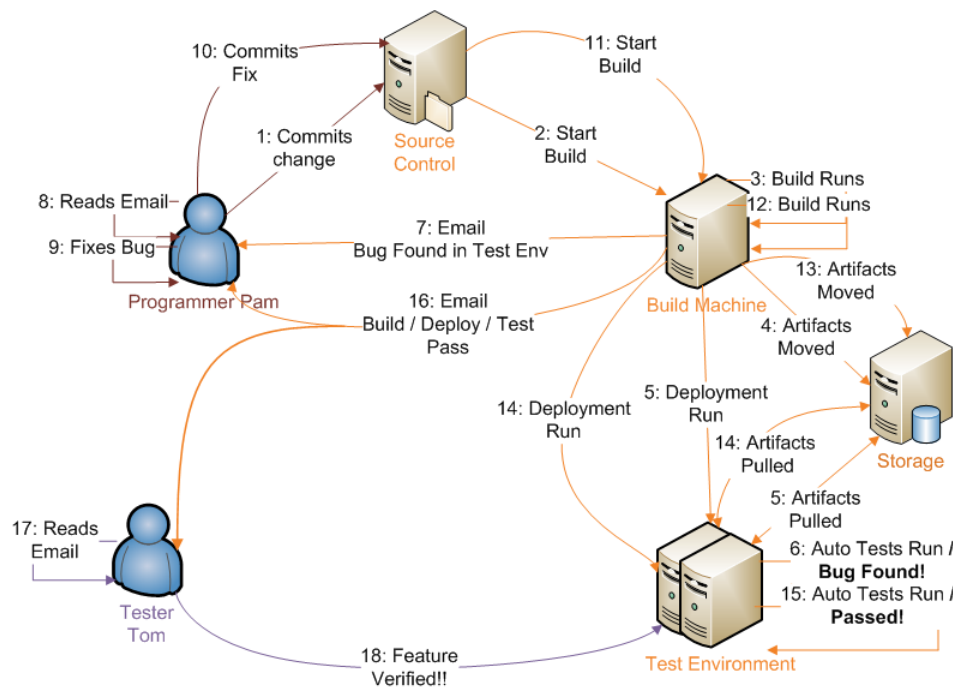 10: Commits
Fix
11: Start
Build
1: Commits
change
Source
Control
2: Start
Build
3: Build Runs
12: Build Runs
8: Reads Email
9: Fixes Bug
Programmer Pam
7: Email
Bug Found in Test Env
Build Machine
13: Artifacts
Moved
16: Email
Build / Deploy / Test
Pass
4: Artifacts
Moved
14: Deployment
Run
5: Deployment
Run
14: Artifacts
Pulled
Storage
5: Artifacts
Pulled
17: Reads
Email
Tester
Tom
6: Auto Tests Run /
Bug Found!
15: Auto Tests Run /
Passed!
Test Environment
18: Feature
Verified!!